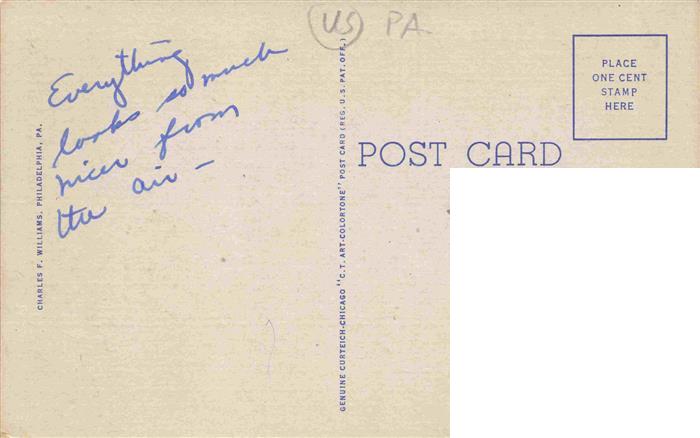 US PA.
Everything
looks so much
nicer from
the air —
CHARLES F. WILLIAMS, PHILADELPHIA, PA.
GENUINE CURTEICH-CHICAGO "C.T. ART-COLORTONE" POST CARD (REG. U.S. PAT. OFF.)
POST CARD
PLACE
ONE CENT
STAMP
HERE